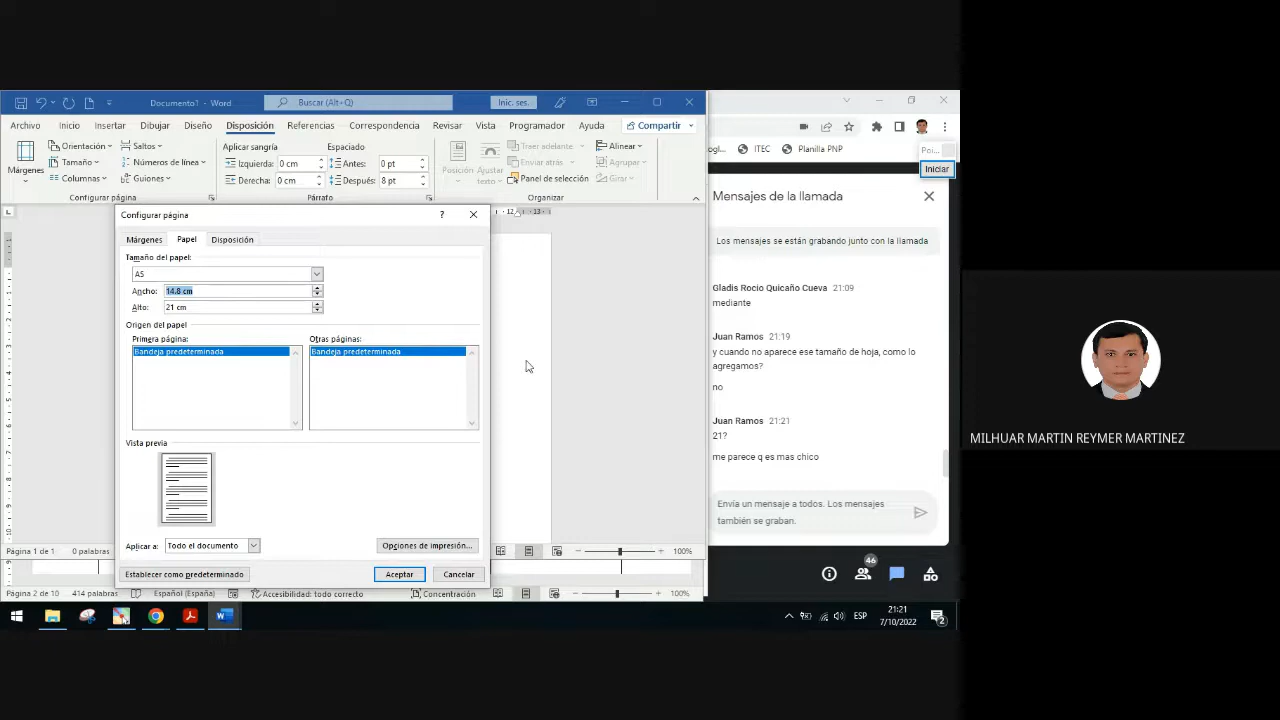 Documento1 - Word
Buscar (Alt+Q)
Inic. ses.
Archivo Inicio Insertar Dibujar Diseño Disposición Referencias Correspondencia Revisar Vista Programador Ayuda Compartir
Márgenes
Orientación
Tamaño
Columnas
Saltos
Números de línea
Guiones
Configurar página
Aplicar sangría
Izquierda: 0 cm
Derecha: 0 cm
Espaciado
Antes: 0 pto
Después: 8 pt
Párrafo
Posición
Ajustar texto
Traer adelante
Enviar atrás
Panel de selección
Alinear
Agrupar
Girar
Organizar
12 13
Configurar página
?
Márgenes Papel Disposición
Tamaño del papel:
A5
Ancho: 14.8 cm
Alto: 21 cm
Origen del papel
Primera página:
Bandeja predeterminada
Otras páginas:
Bandeja predeterminada
Vista previa
Aplicar a: Todo el documento
Opciones de impresión...
Establecer como predeterminado
Aceptar
Cancelar
Página 1 de 1 0 palabras
100%
Página 2 de 10 414 palabras Español (España) Accesibilidad: todo correcto Concentración 100%
ITEC
Planilla PNP
Iniciar
Mensajes de la llamada
Los mensajes se están grabando junto con la llamada
Gladis Rocio Quicaño Cueva 21:09
mediante
Juan Ramos 21:19
y cuando no aparece ese tamaño de hoja, como lo
agregamos?
no
Juan Ramos 21:21
21?
me parece q es mas chico
Envía un mensaje a todos. Los mensajes
también se graban.
46
ESP
21:21
7/10/2022
2
MILHUAR MARTIN REYMER MARTINEZ